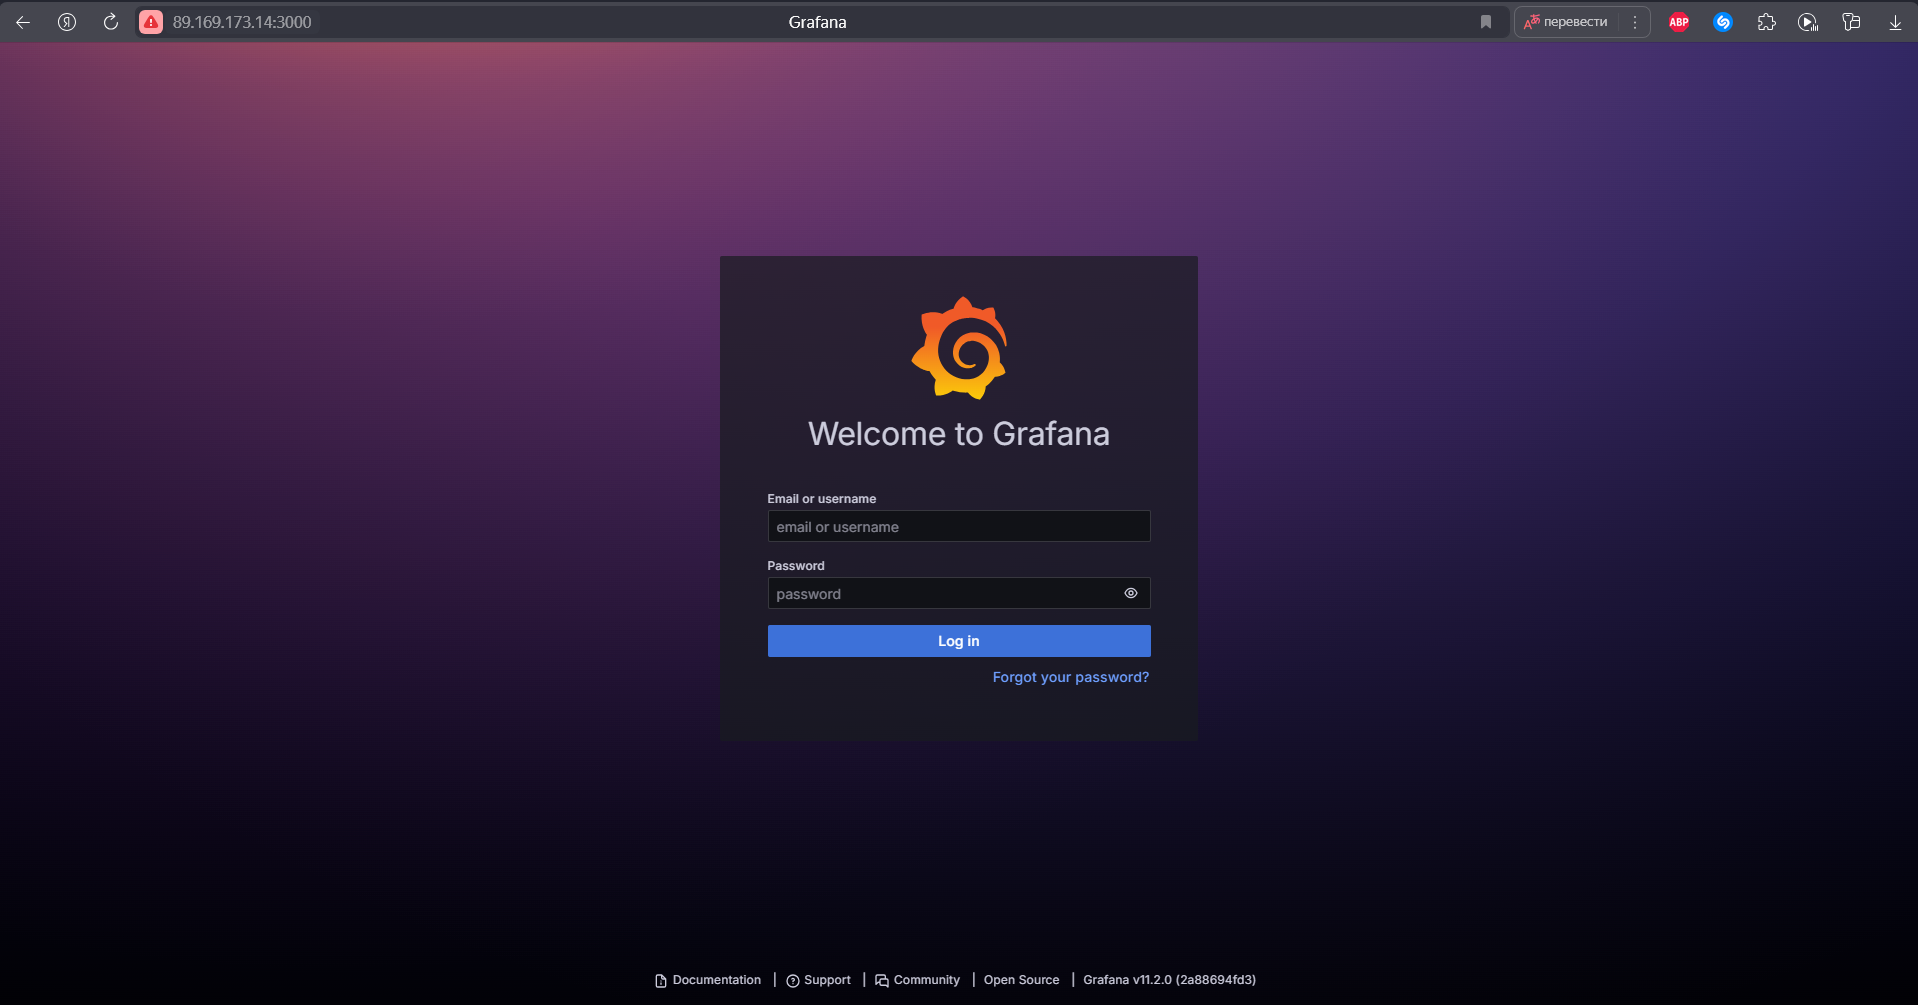 89.169.173.14:3000
Grafana
перевести
ABP
Welcome to Grafana
Email or username
email or username
Password
password
Log in
Forgot your password?
Documentation | Support | Community | Open Source | Grafana v11.2.0 (2a88694fd3)